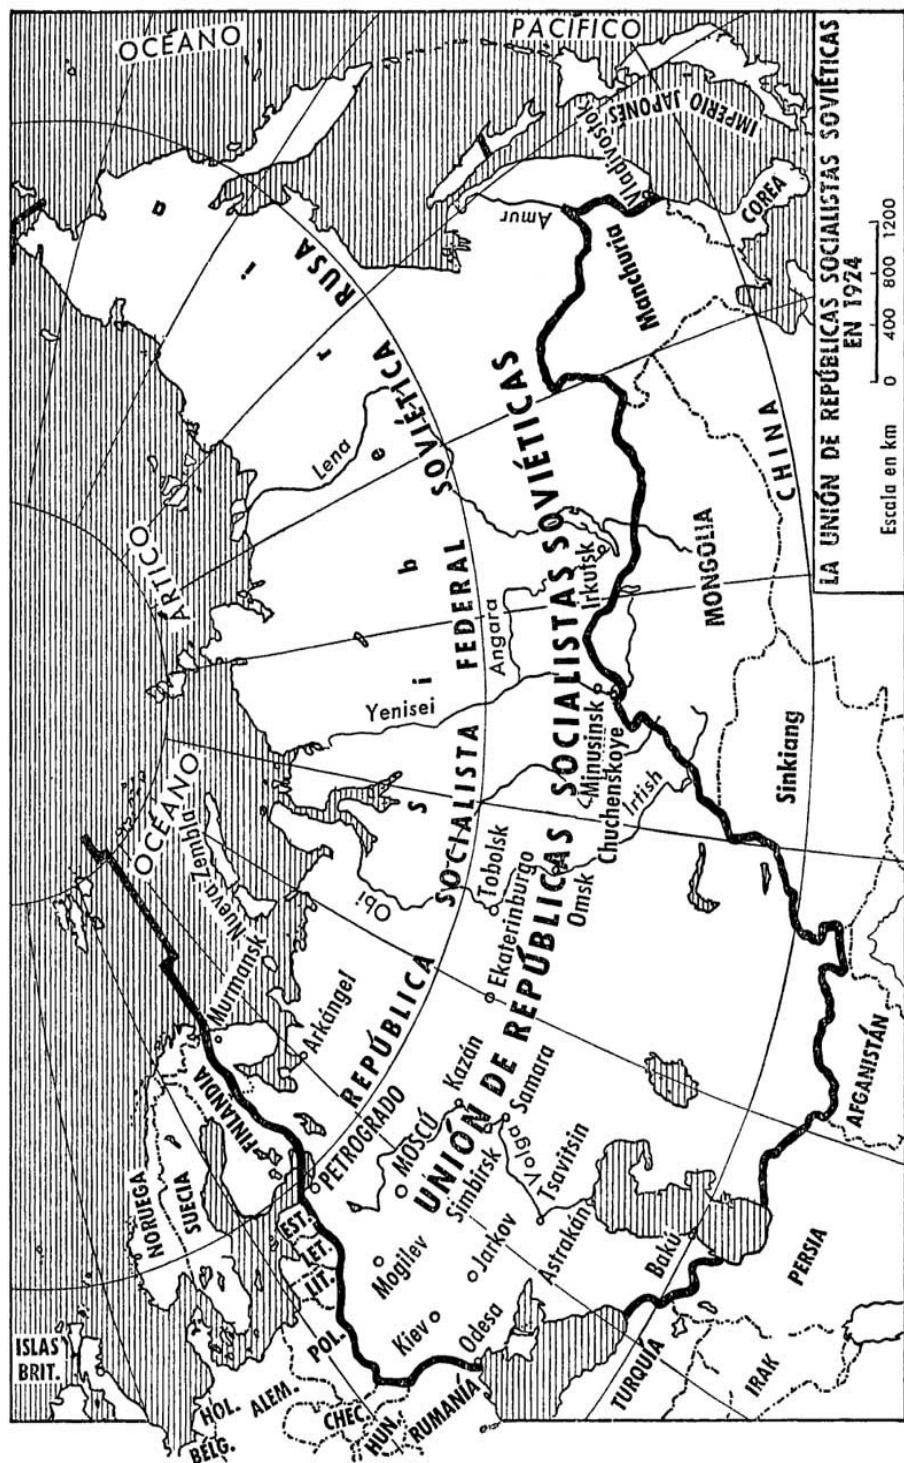 LA UNIÓN DE REPÚBLICAS SOCIALISTAS SOVIÉTICAS
EN 1924
Escala en km
0 400 800 1200
OCÉANO
PACÍFICO
OCÉANO
ÁRTICO
IMPERIO JAPONÉS
COREA
Vladivostok
Amur
Manchuria
CHINA
MONGOLIA
Sinkiang
AFGANISTÁN
PERSIA
IRAK
TURQUÍA
RUMANÍA
HUN.
CHEC.
POL.
ALEM.
HOL.
BÉLG.
ISLAS
BRIT.
NORUEGA
SUECIA
FINLANDIA
EST.
LET.
LIT.
REPÚBLICA SOCIALISTA FEDERAL SOVIÉTICA RUSA
UNIÓN DE REPÚBLICAS SOCIALISTAS SOVIÉTICAS
Siberia
Lena
Angara
Yenisei
Obi
Irtish
Volga
Irkutsk
Minusinsk
Chuchenskoye
Tobolsk
Omsk
Ekaterinburgo
Nueva Zembla
Murmansk
Arkángel
PETROGRADO
MOSCÚ
Kazán
Samara
Simbirsk
Tsavitsin
Astrakán
Jarkov
Mogilev
Kiev
Odesa
Bakú